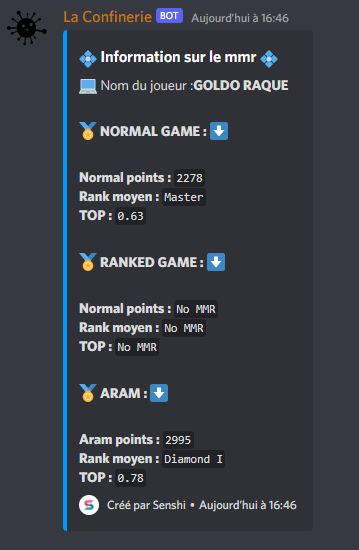 La Confinerie BOT Aujourd'hui à 16:46
Information sur le mmr
Nom du joueur :GOLDO RAQUE
NORMAL GAME :
Normal points : 2278
Rank moyen : Master
TOP : 0.63
RANKED GAME :
Normal points : No MMR
Rank moyen : No MMR
TOP : No MMR
ARAM :
Aram points : 2995
Rank moyen : Diamond I
TOP : 0.78
S Créé par Senshi • Aujourd'hui à 16:46